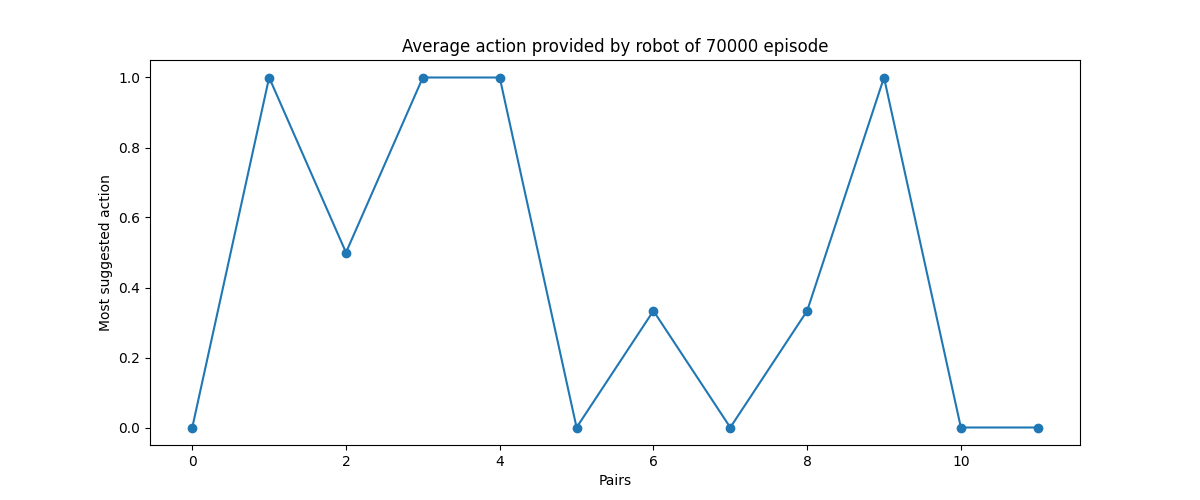 Average action provided by robot of 70000 episode
1.0
0.8
0.6
0.4
0.2
0.0
Most suggested action
0 2 4 6 8 10
Pairs